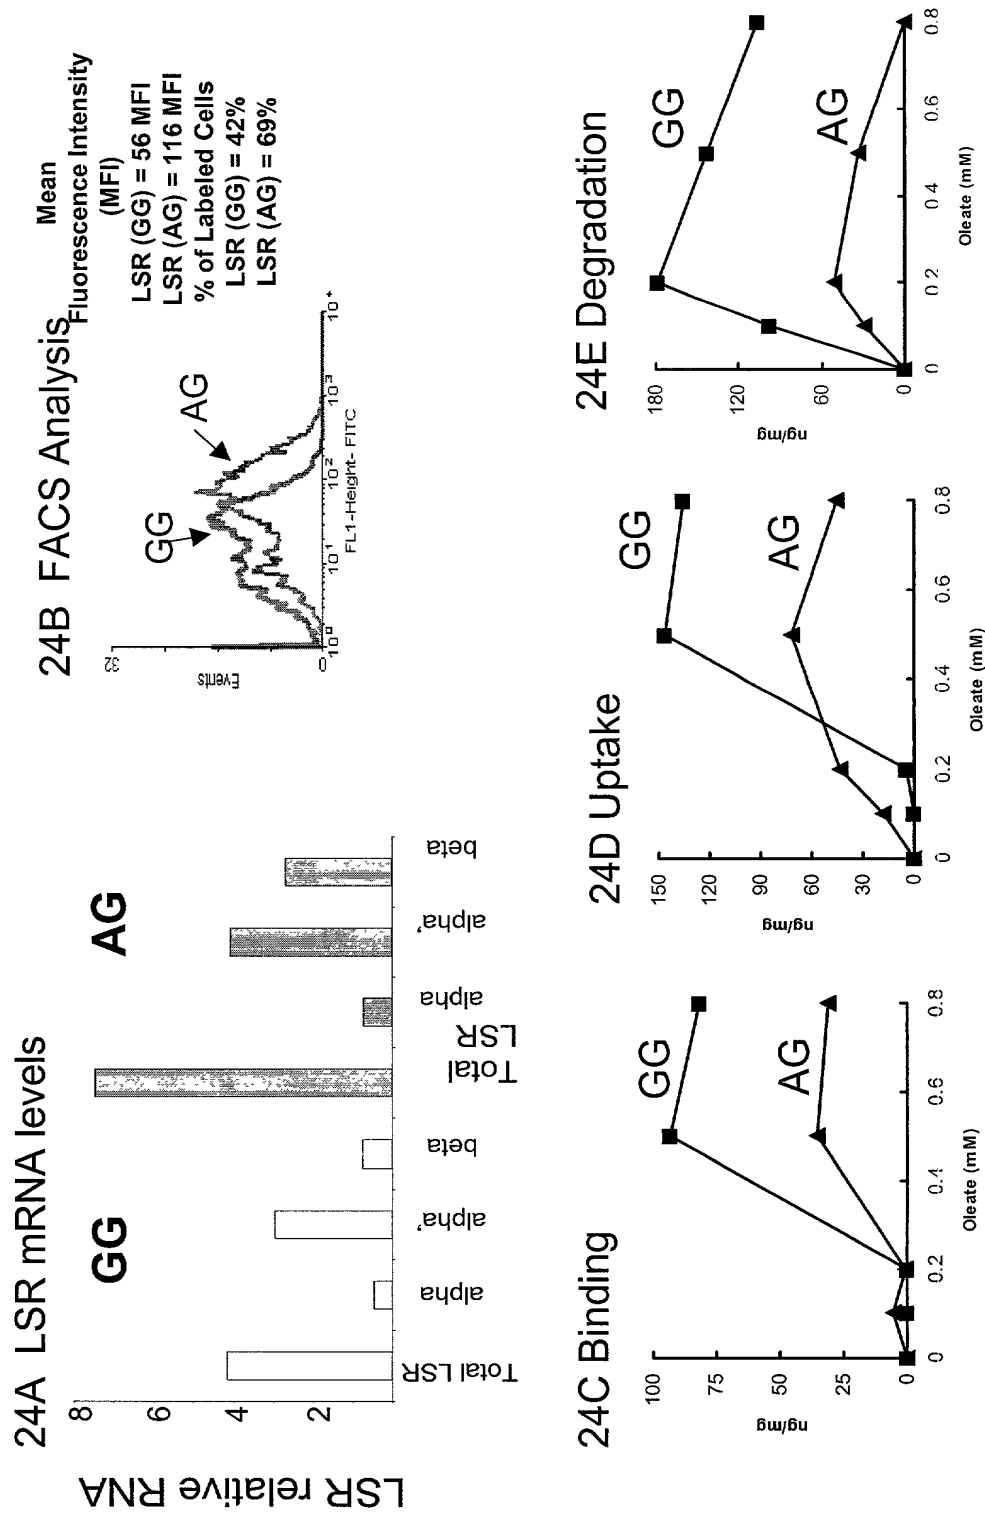 24A LSR mRNA levels
LSR relative RNA
8
6
4
2
GG
AG
Total LSR
alpha
alpha'
beta
Total
LSR
alpha
alpha'
beta
24B FACS Analysis
Events
32
0
10⁰
10¹
10²
10³
FL1-Height- FITC
GG
AG
Mean
Fluorescence Intensity
(MFI)
LSR (GG) = 56 MFI
LSR (AG) = 116 MFI
% of Labeled Cells
LSR (GG) = 42%
LSR (AG) = 69%
24C Binding
ng/mg
100
75
50
25
0
0
0.2
0.4
0.6
0.8
Oleate (mM)
GG
AG
24D Uptake
ng/mg
150
120
90
60
30
0
0
0.2
0.4
0.6
0.8
Oleate (mM)
GG
AG
24E Degradation
ng/mg
180
120
60
0
0
0.2
0.4
0.6
0.8
Oleate (mM)
GG
AG